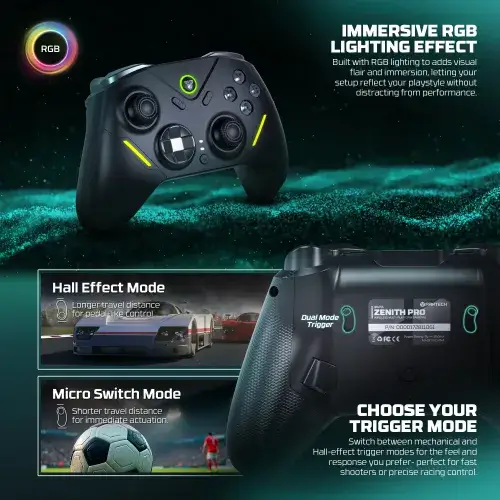 RGB
IMMERSIVE RGB
LIGHTING EFFECT
Built with RGB lighting to adds visual
flair and immersion, letting your
setup reflect your playstyle without
distracting from performance.
Hall Effect Mode
Longer travel distance
for pedal-like control
Micro Switch Mode
Shorter travel distance
for immediate actuation.
Dual Mode
Trigger
ZENITH PRO
FANTECH
CHOOSE YOUR
TRIGGER MODE
Switch between mechanical and
Hall-effect trigger modes for the feel and
response you prefer- perfect for fast
shooters or precise racing control.